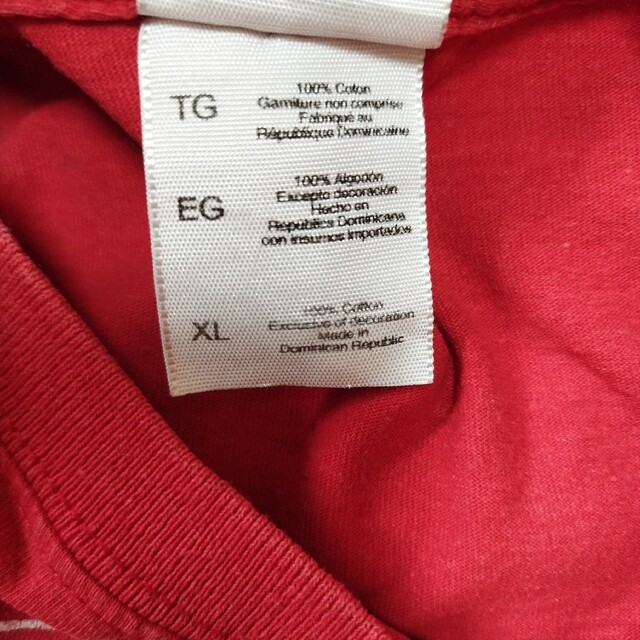 TG
100% Coton
Garniture non comprise
Fabriqué au
République Dominicaine
EG
100% Algodón
Excepto decoración
Hecho en
Republica Dominicana
con insumos importados
XL
100% Cotton
Exclusive of decoration
Made in
Dominican Republic